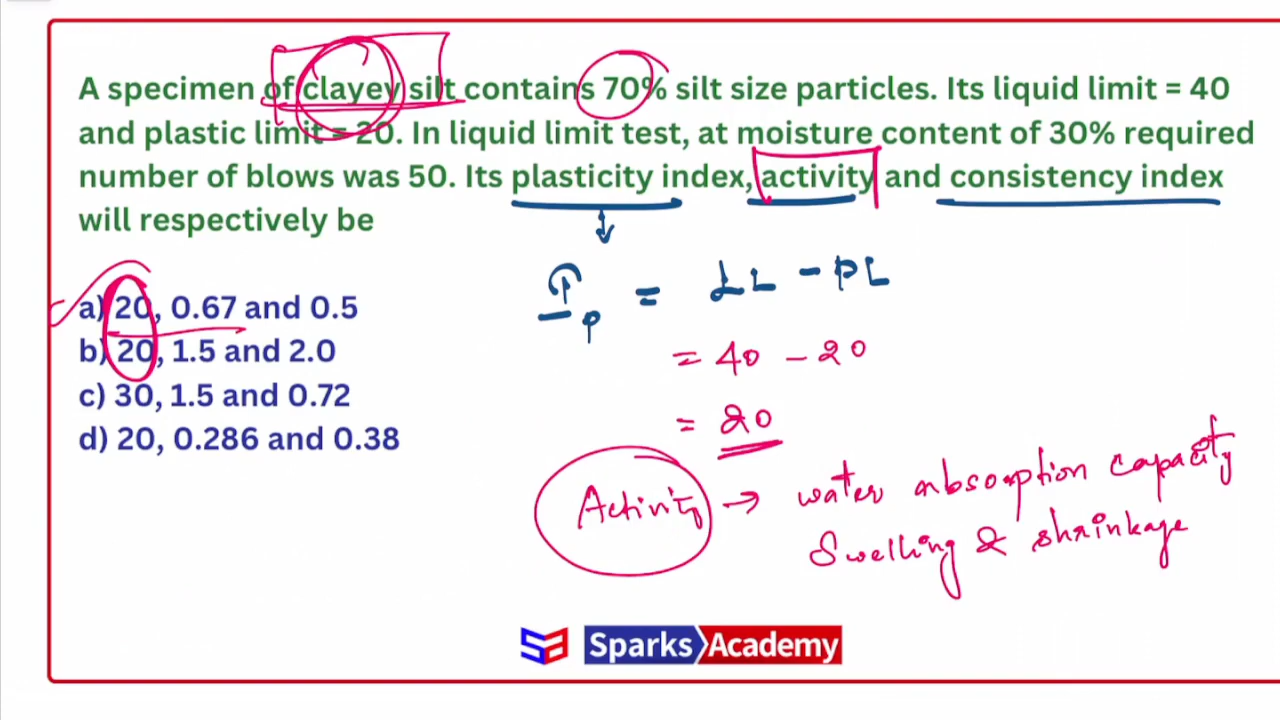 A specimen of clayey silt contains 70% silt size particles. Its liquid limit = 40
and plastic limit = 20. In liquid limit test, at moisture content of 30% required
number of blows was 50. Its plasticity index, activity and consistency index
will respectively be
a) 20, 0.67 and 0.5
b) 20, 1.5 and 2.0
c) 30, 1.5 and 0.72
d) 20, 0.286 and 0.38
Ip = LL - PL
= 40 - 20
= 20
Activity → water absorption capacity
Swelling & shrinkage
Sparks Academy